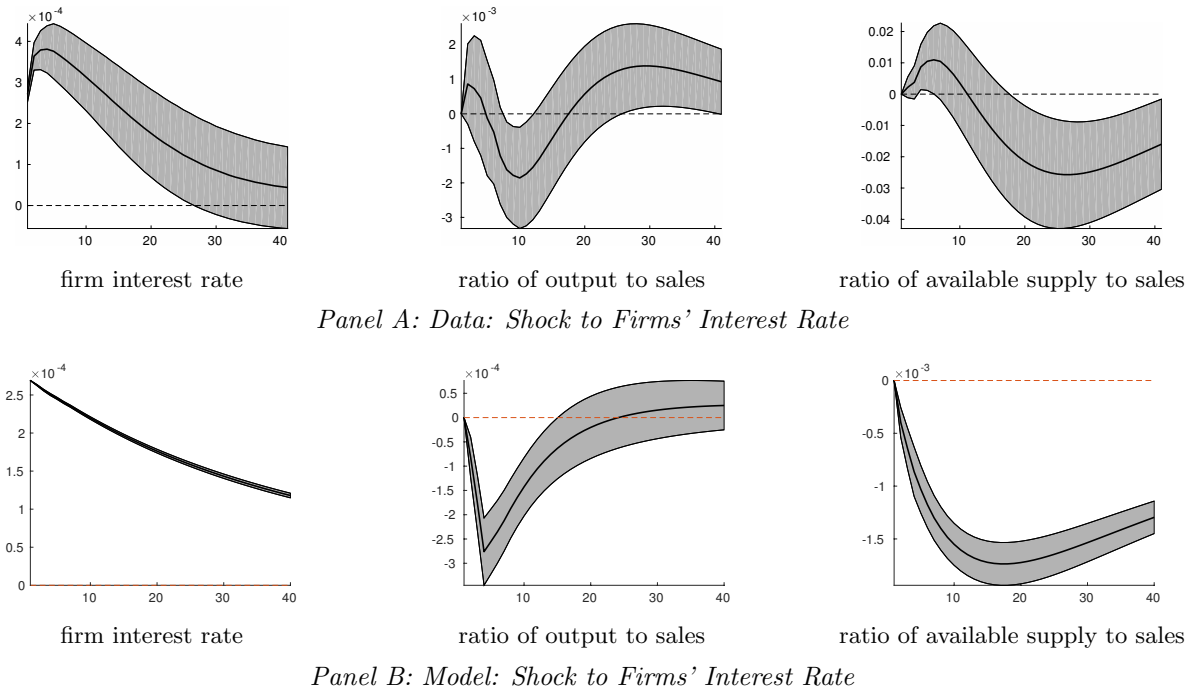 ×10 -4
4
3
2
1
0
10 20 30 40
firm interest rate
×10 -3
2
1
0
-1
-2
-3
10 20 30 40
ratio of output to sales
0.02
0.01
0
-0.01
-0.02
-0.03
-0.04
10 20 30 40
ratio of available supply to sales
Panel A: Data: Shock to Firms' Interest Rate
×10 -4
2.5
2
1.5
1
0.5
0
10 20 30 40
firm interest rate
×10 -4
0.5
0
-0.5
-1
-1.5
-2
-2.5
-3
10 20 30 40
ratio of output to sales
×10 -3
0
-0.5
-1
-1.5
10 20 30 40
ratio of available supply to sales
Panel B: Model: Shock to Firms' Interest Rate